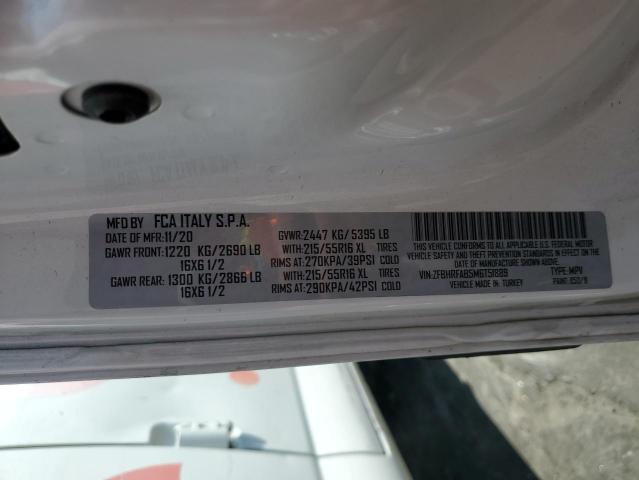 MFD BY FCA ITALY S.P.A.
DATE OF MFR:11/20 GVWR:2447 KG/5395 LB
GAWR FRONT:1220 KG/2690 LB WITH:215/55R16 XL TIRES
16X6 1/2 RIMS AT:270KPA/39PSI COLD
GAWR REAR: 1300 KG/2866 LB WITH:215/55R16 XL TIRES
16X6 1/2 RIMS AT:290KPA/42PSI COLD
THIS VEHICLE CONFORMS TO ALL APPLICABLE U.S. FEDERAL MOTOR
VEHICLE SAFETY AND THEFT PREVENTION STANDARDS IN EFFECT ON THE
DATE OF MANUFACTURE SHOWN ABOVE.
VIN:ZFBHRFAB5M6T51889 TYPE: MPV
VEHICLE MADE IN: TURKEY PAINT: